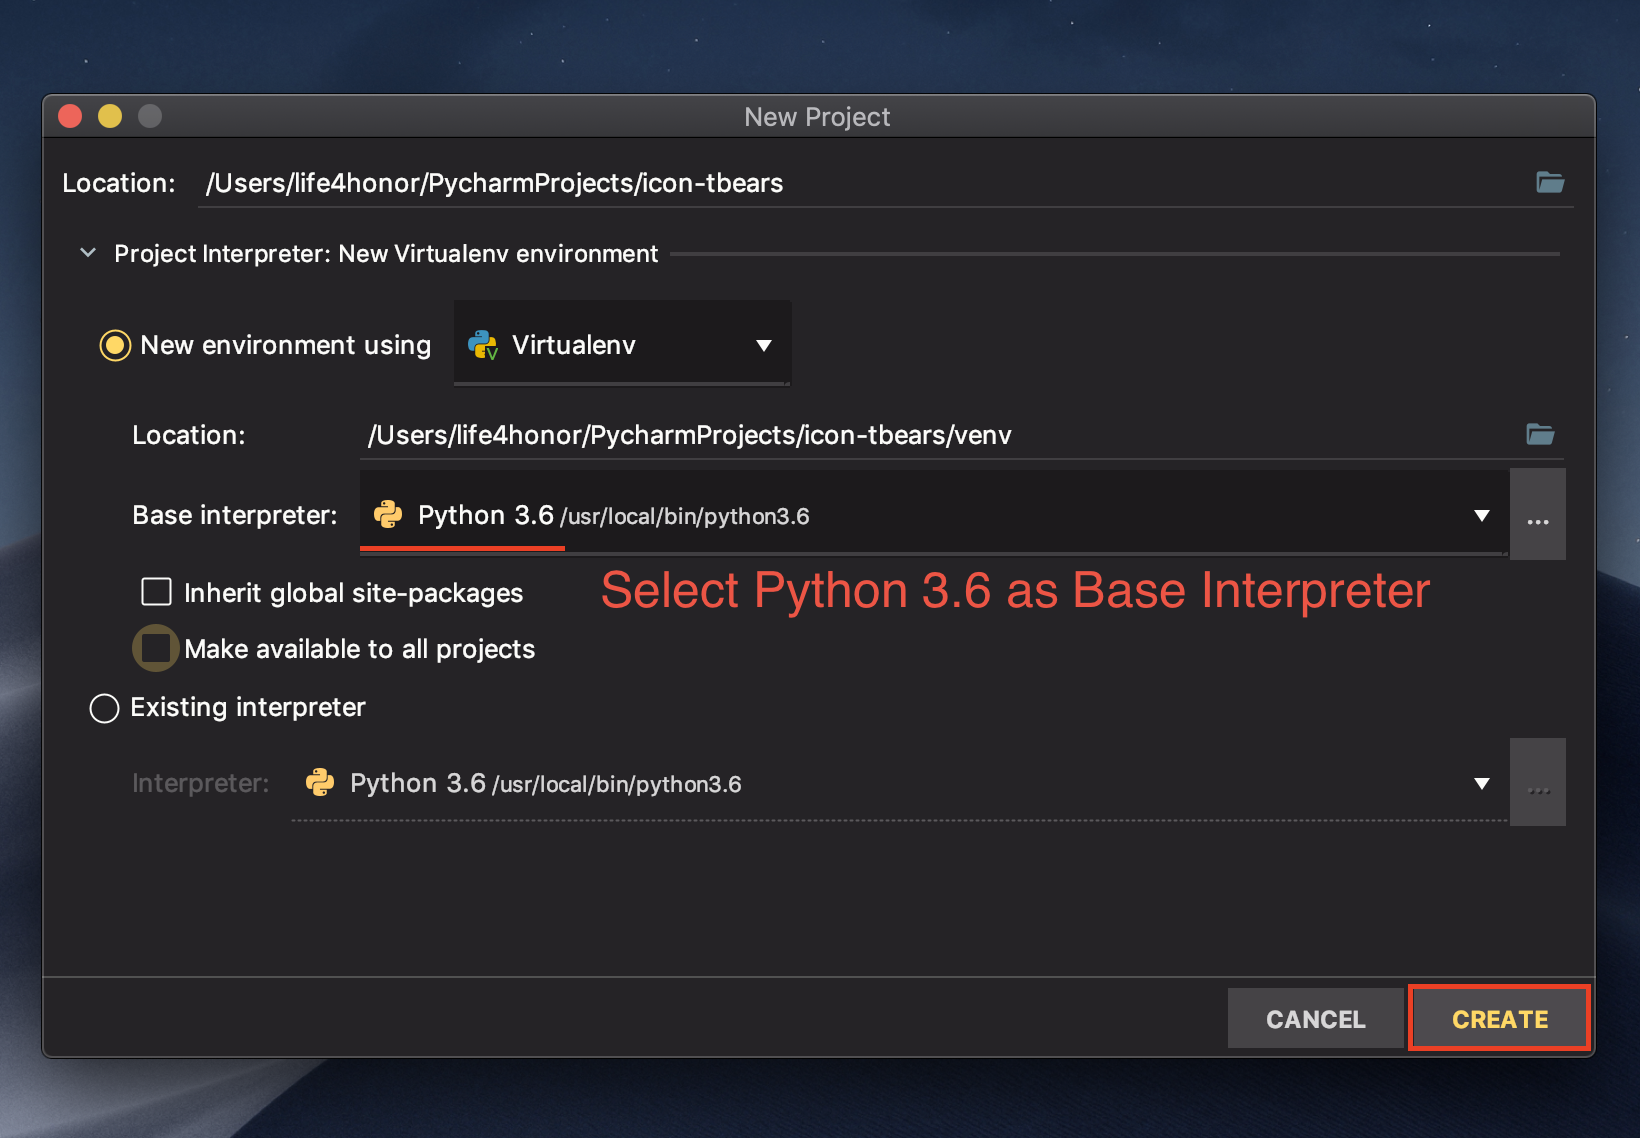 New Project
Location: /Users/life4honor/PycharmProjects/icon-tbears
Project Interpreter: New Virtualenv environment
New environment using Virtualenv
Location: /Users/life4honor/PycharmProjects/icon-tbears/venv
Base interpreter: Python 3.6 /usr/local/bin/python3.6 ...
Inherit global site-packages
Select Python 3.6 as Base Interpreter
Make available to all projects
Existing interpreter
Interpreter: Python 3.6 /usr/local/bin/python3.6 ...
CANCEL CREATE